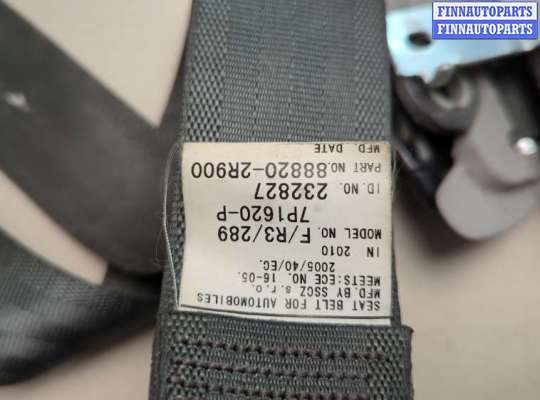 FINNAUTOPARTS
FINNAUTOPARTS
SEAT BELT FOR AUTOMOBILES
MFD.BY SSCZ s.r.o.
MEETS:ECE NO. 16-05.
2005/40/EC.
IN 2010
MODEL NO. F/R3/289
7P1620-P
ID.NO. 232827
PART NO.88820-2R900
MFD. DATE